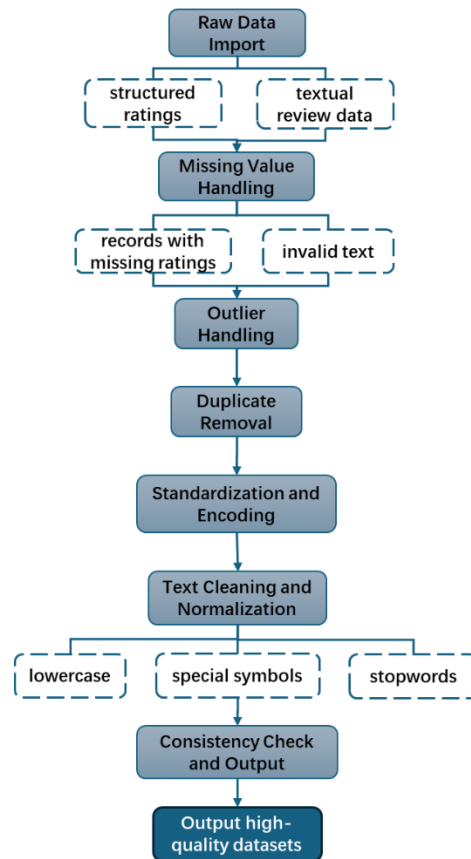 Raw Data
Import
structured
ratings
textual
review data
Missing Value
Handling
records with
missing ratings
invalid text
Outlier
Handling
Duplicate
Removal
Standardization and
Encoding
Text Cleaning and
Normalization
lowercase
special symbols
stopwords
Consistency Check
and Output
Output high-
quality datasets